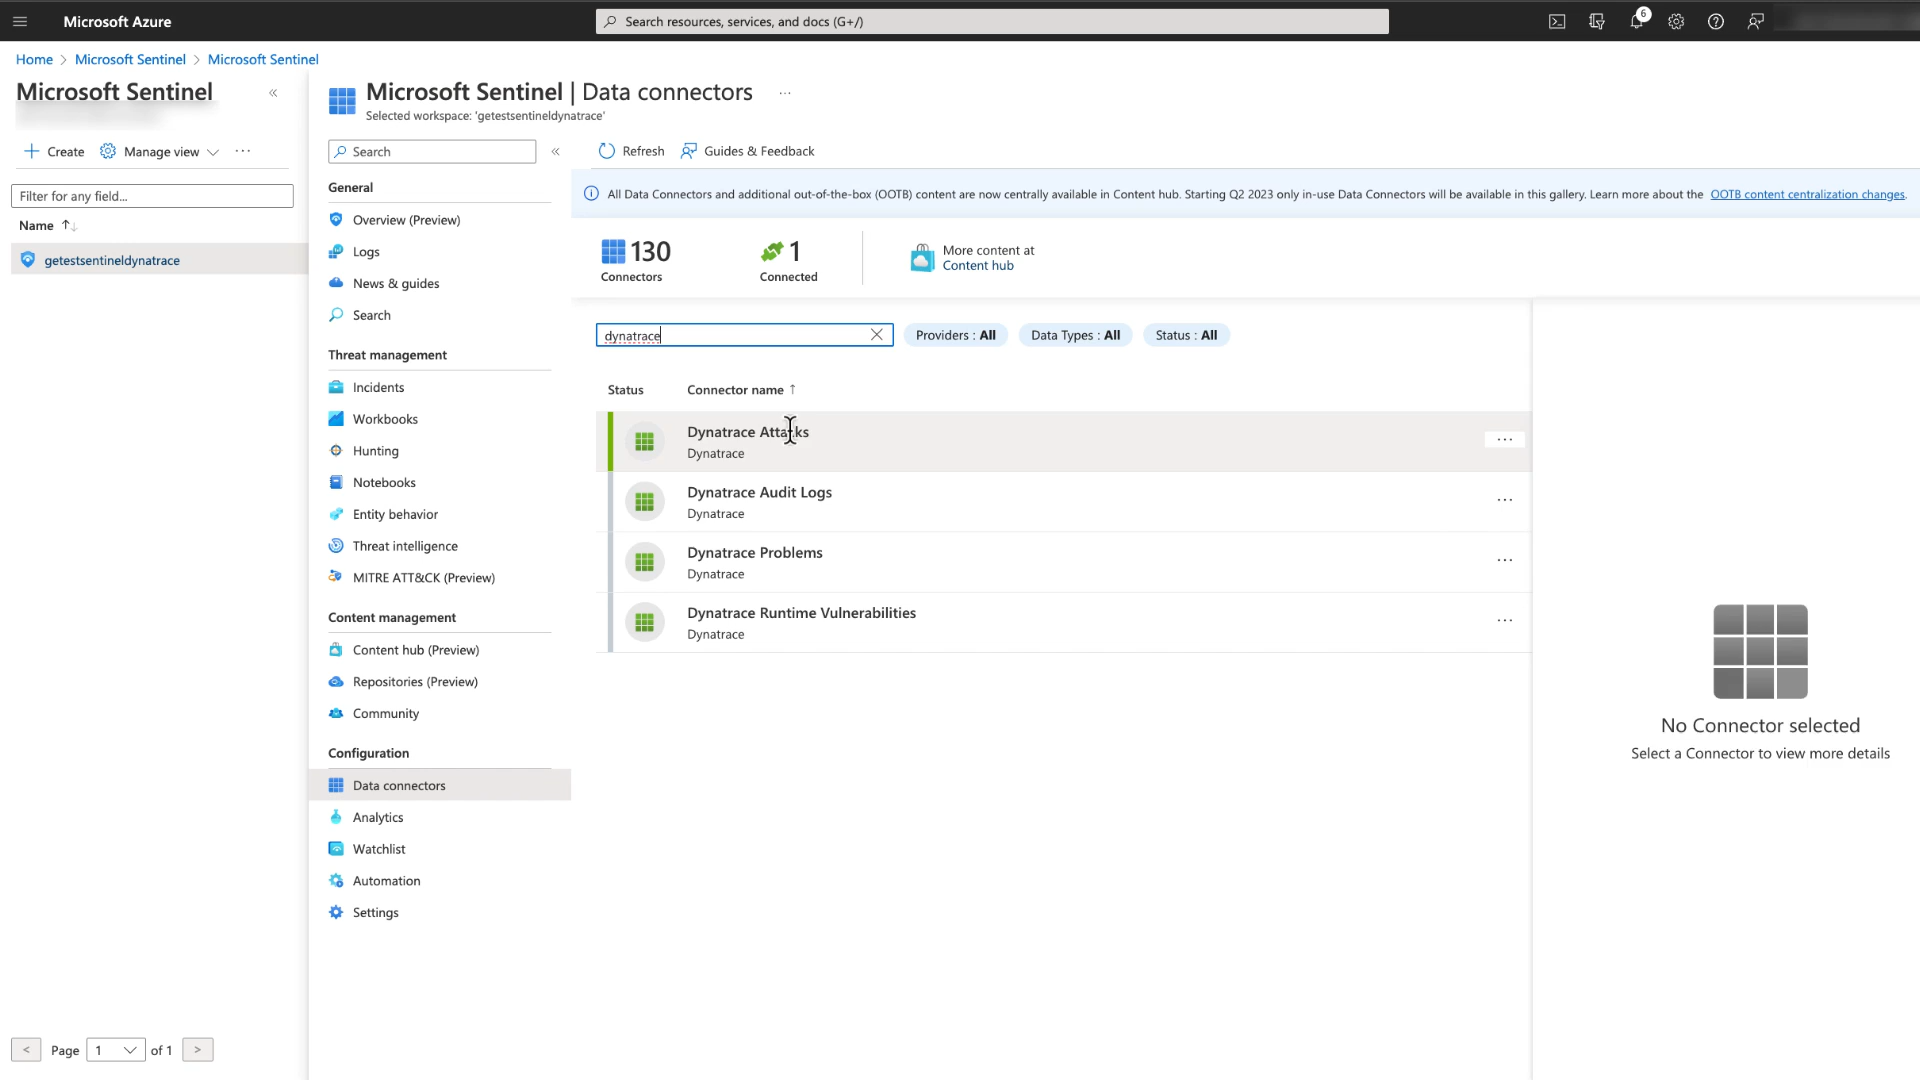 Microsoft Azure
Search resources, services, and docs (G+/)
6
Home > Microsoft Sentinel > Microsoft Sentinel
Microsoft Sentinel
«
Create
Manage view
...
Filter for any field...
Name ↑↓
getestsentineldynatrace
< Page 1 of 1 >
Microsoft Sentinel | Data connectors
...
Selected workspace: 'getestsentineldynatrace'
Search
«
General
Overview (Preview)
Logs
News & guides
Search
Threat management
Incidents
Workbooks
Hunting
Notebooks
Entity behavior
Threat intelligence
MITRE ATT&CK (Preview)
Content management
Content hub (Preview)
Repositories (Preview)
Community
Configuration
Data connectors
Analytics
Watchlist
Automation
Settings
Refresh
Guides & Feedback
All Data Connectors and additional out-of-the-box (OOTB) content are now centrally available in Content hub. Starting Q2 2023 only in-use Data Connectors will be available in this gallery. Learn more about the OOTB content centralization changes.
130
Connectors
1
Connected
More content at
Content hub
dynatrace
Providers : All
Data Types : All
Status : All
Status
Connector name ↑
Dynatrace Attacks
Dynatrace
...
Dynatrace Audit Logs
Dynatrace
...
Dynatrace Problems
Dynatrace
...
Dynatrace Runtime Vulnerabilities
Dynatrace
...
No Connector selected
Select a Connector to view more details